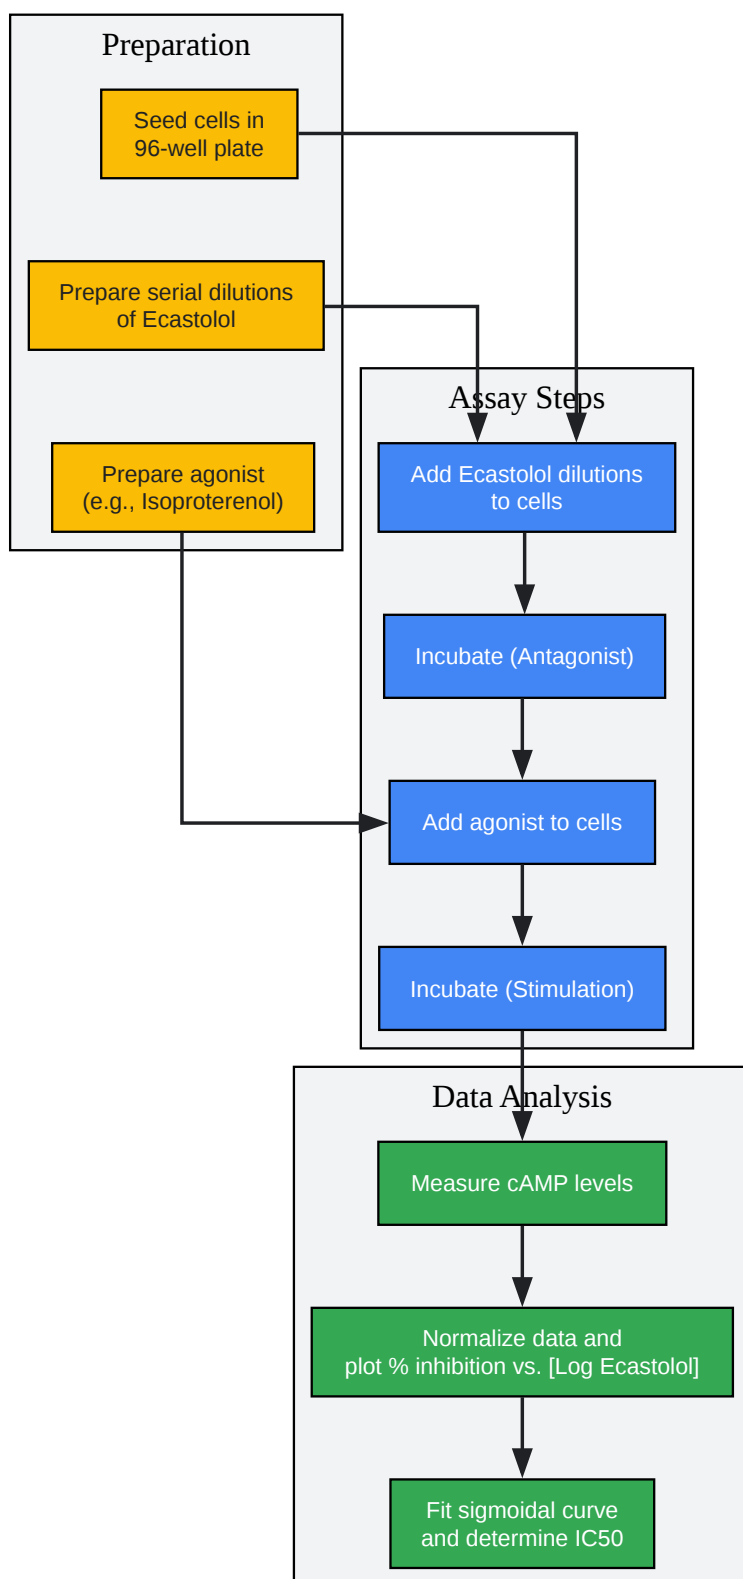 Preparation
Seed cells in
96-well plate
Prepare serial dilutions
of Ecastolol
Prepare agonist
(e.g., Isoproterenol)
Assay Steps
Add Ecastolol dilutions
to cells
Incubate (Antagonist)
Add agonist to cells
Incubate (Stimulation)
Data Analysis
Measure cAMP levels
Normalize data and
plot % inhibition vs. [Log Ecastolol]
Fit sigmoidal curve
and determine IC50